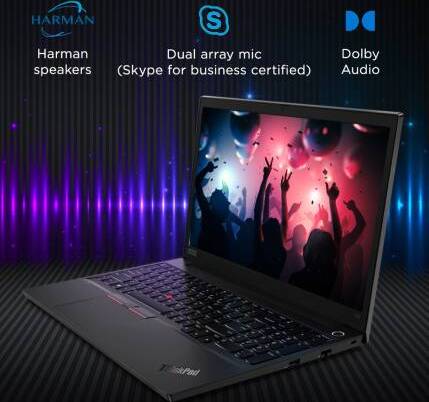 HARMAN
S
Harman
speakers
Dual array mic
(Skype for business certified)
Dolby
Audio
ThinkPad